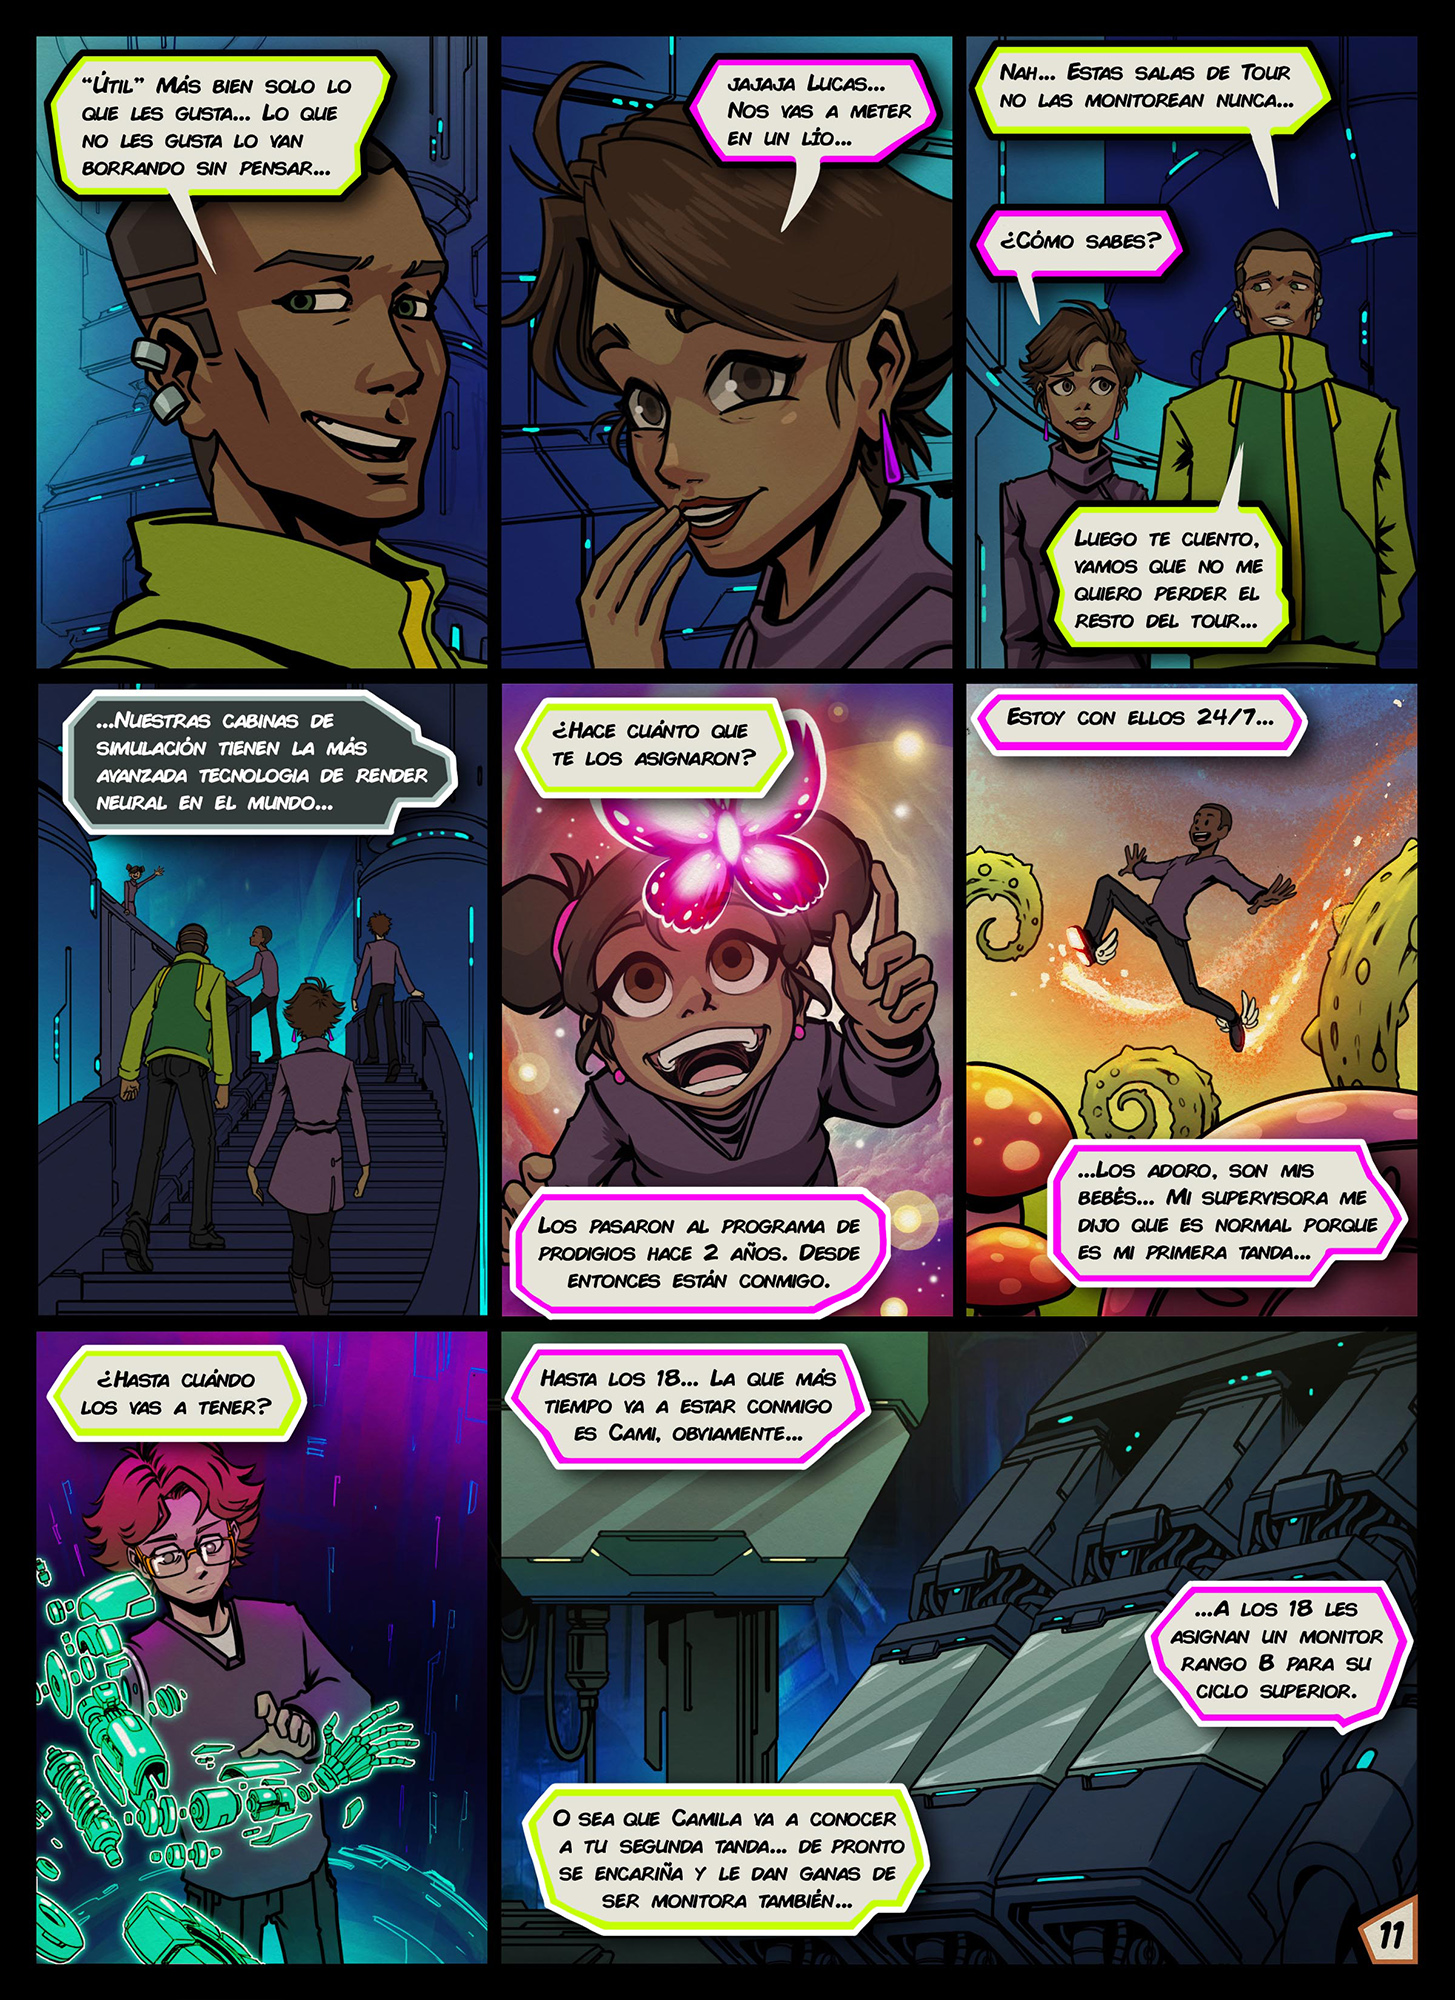 “ÚTIL” MÁS BIEN SOLO LO
QUE LES GUSTA... LO QUE
NO LES GUSTA LO VAN
BORRANDO SIN PENSAR...
JAJAJA LUCAS...
NOS VAS A METER
EN UN LÍO...
NAH... ESTAS SALAS DE TOUR
NO LAS MONITOREAN NUNCA...
¿CÓMO SABES?
LUEGO TE CUENTO,
VAMOS QUE NO ME
QUIERO PERDER EL
RESTO DEL TOUR...
...NUESTRAS CABINAS DE
SIMULACIÓN TIENEN LA MÁS
AVANZADA TECNOLOGIA DE RENDER
NEURAL EN EL MUNDO...
¿HACE CUÁNTO QUE
TE LOS ASIGNARON?
LOS PASARON AL PROGRAMA DE
PRODIGIOS HACE 2 AÑOS. DESDE
ENTONCES ESTÁN CONMIGO.
ESTOY CON ELLOS 24/7...
...LOS ADORO, SON MIS
BEBÉS... MI SUPERVISORA ME
DIJO QUE ES NORMAL PORQUE
ES MI PRIMERA TANDA...
¿HASTA CUÁNDO
LOS VAS A TENER?
HASTA LOS 18... LA QUE MÁS
TIEMPO VA A ESTAR CONMIGO
ES CAMI, OBVIAMENTE...
...A LOS 18 LES
ASIGNAN UN MONITOR
RANGO B PARA SU
CICLO SUPERIOR.
O SEA QUE CAMILA VA A CONOCER
A TU SEGUNDA TANDA... DE PRONTO
SE ENCARIÑA Y LE DAN GANAS DE
SER MONITORA TAMBIÉN...
11